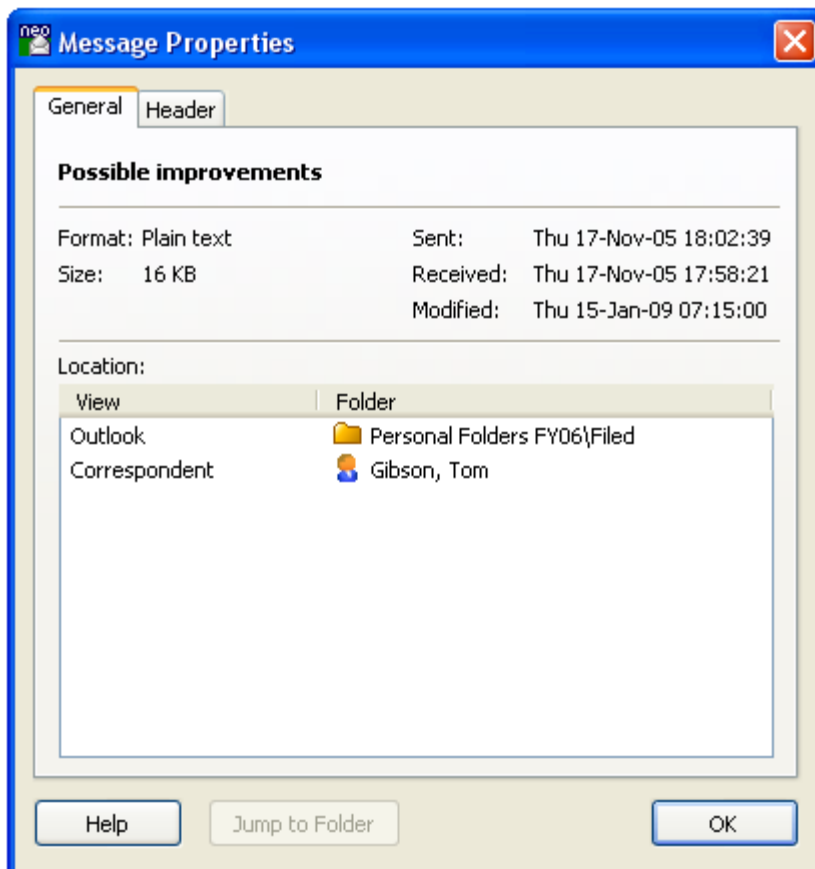 neo
Message Properties
General Header
Possible improvements
Format: Plain text Sent: Thu 17-Nov-05 18:02:39
Size: 16 KB Received: Thu 17-Nov-05 17:58:21
Modified: Thu 15-Jan-09 07:15:00
Location:
View Folder
Outlook Personal Folders FY06\Filed
Correspondent Gibson, Tom
Help Jump to Folder OK